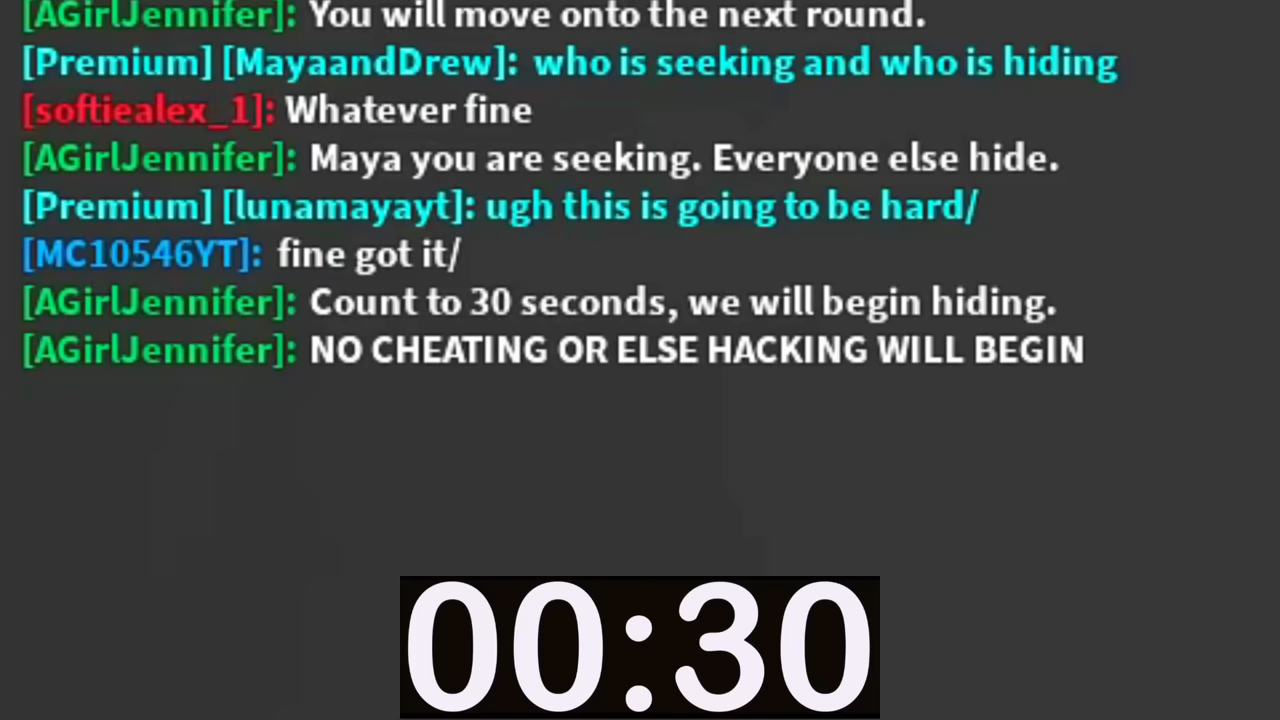 [AGirlJennifer]: You will move onto the next round.
[Premium] [MayaandDrew]: who is seeking and who is hiding
[softiealex_1]: Whatever fine
[AGirlJennifer]: Maya you are seeking. Everyone else hide.
[Premium] [lunamayayt]: ugh this is going to be hard/
[MC10546YT]: fine got it/
[AGirlJennifer]: Count to 30 seconds, we will begin hiding.
[AGirlJennifer]: NO CHEATING OR ELSE HACKING WILL BEGIN
00:30